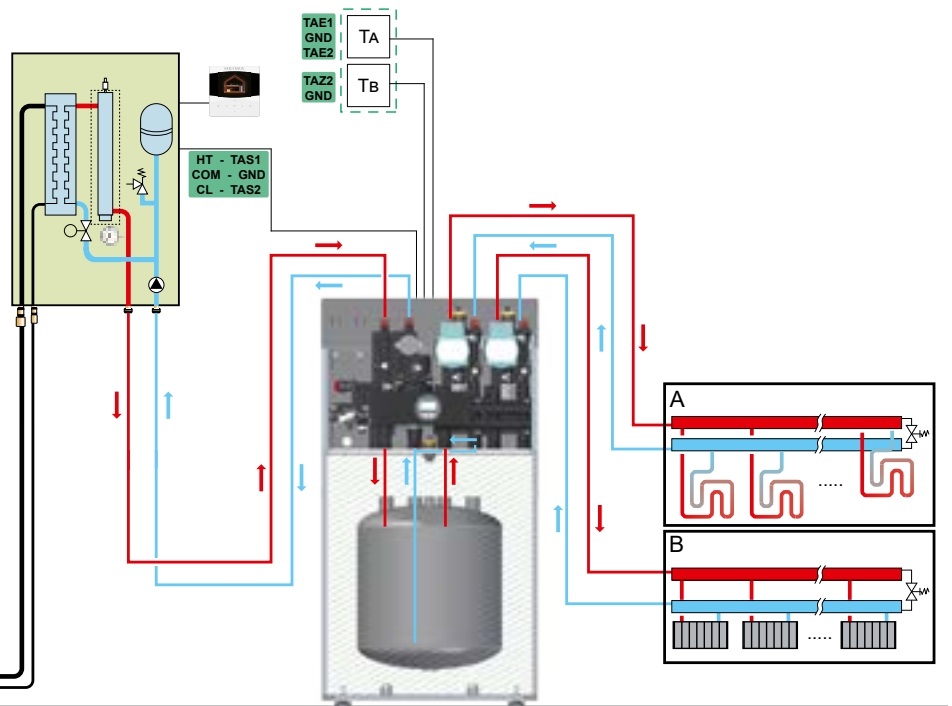 TAE1
GND
TAE2
TA
TAZ2
GND
TB
HT - TAS1
COM - GND
CL - TAS2
A
.....
B
.....